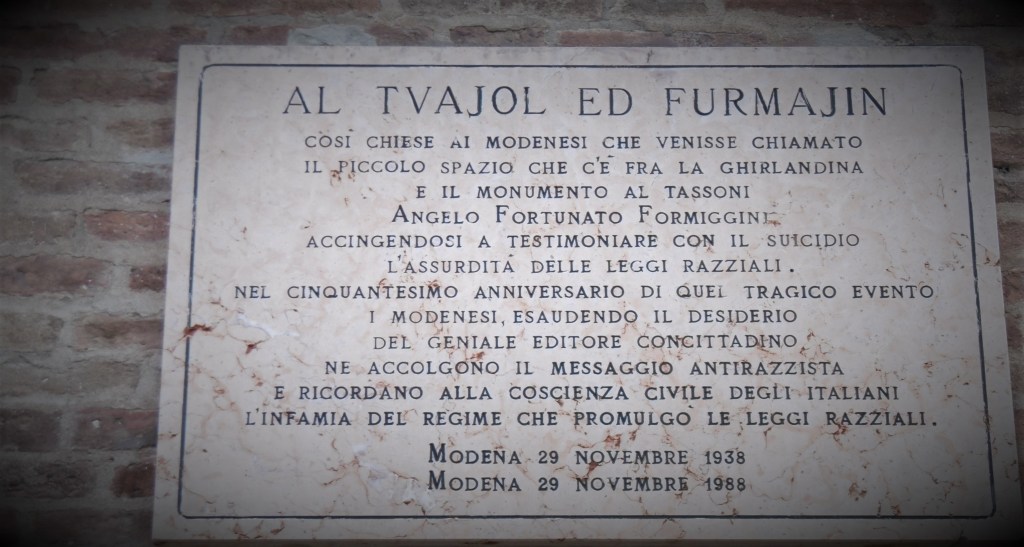 AL TVAJOL ED FURMAJIN
COSÌ CHIESE AI MODENESI CHE VENISSE CHIAMATO
IL PICCOLO SPAZIO CHE C'È FRA LA GHIRLANDINA
E IL MONUMENTO AL TASSONI
ANGELO FORTUNATO FORMIGGINI
ACCINGENDOSI A TESTIMONIARE CON IL SUICIDIO
L'ASSURDITÀ DELLE LEGGI RAZZIALI.
NEL CINQUANTESIMO ANNIVERSARIO DI QUEL TRAGICO EVENTO
I MODENESI, ESAUDENDO IL DESIDERIO
DEL GENIALE EDITORE CONCITTADINO
NE ACCOLGONO IL MESSAGGIO ANTIRAZZISTA
E RICORDANO ALLA COSCIENZA CIVILE DEGLI ITALIANI
L'INFAMIA DEL REGIME CHE PROMULGÒ LE LEGGI RAZZIALI.
MODENA 29 NOVEMBRE 1938
MODENA 29 NOVEMBRE 1988